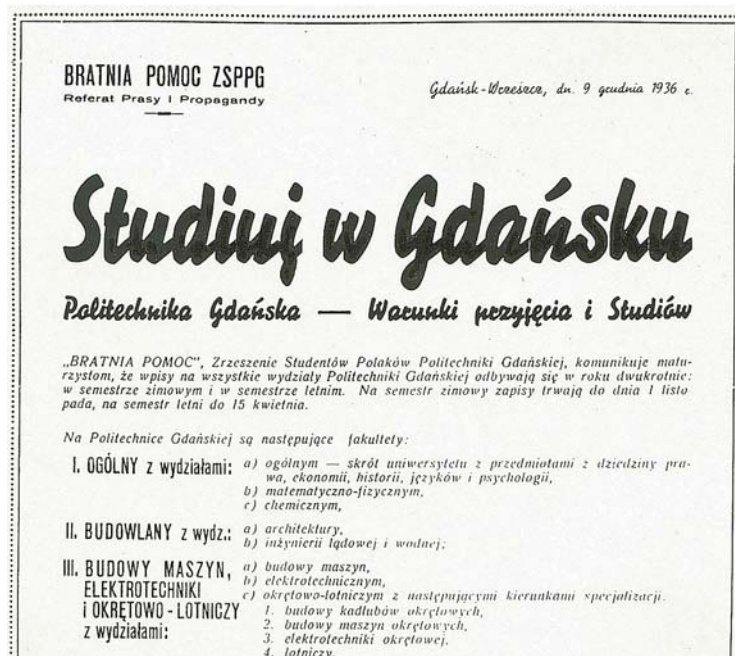 BRATNIA POMOC ZSPPG
Referat Prasy i Propagandy
Gdańsk-Wrzeszcz, dn. 9 grudnia 1936 r.
Studiuj w Gdańsku
Politechnika Gdańska — Warunki przyjęcia i Studiów
„BRATNIA POMOC", Zrzeszenie Studentów Polaków Politechniki Gdańskiej, komunikuje matu-
rzystom, że wpisy na wszystkie wydziały Politechniki Gdańskiej odbywają się w roku dwukrotnie:
w semestrze zimowym i w semestrze letnim. Na semestr zimowy zapisy trwają do dnia 1 listo
pada, na semestr letni do 15 kwietnia.
Na Politechnice Gdańskiej są następujące fakultety:
I. OGÓLNY z wydziałami:
a) ogólnym — skrót uniwersytetu z przedmiotami z dziedziny pra-
wa, ekonomii, historii, języków i psychologii,
b) matematyczno-fizycznym,
c) chemicznym,
II. BUDOWLANY z wydz.:
a) architektury,
b) inżynierii lądowej i wodnej;
III. BUDOWY MASZYN,
ELEKTROTECHNIKI
i OKRĘTOWO - LOTNICZY
z wydziałami:
a) budowy maszyn,
b) elektrotechnicznym,
c) okrętowo-lotniczym z następującymi kierunkami specjalizacji.
1. budowy kadłubów okrętowych,
2. budowy maszyn okrętowych,
3. elektrotechniki okrętowej,
4. lotniczy.